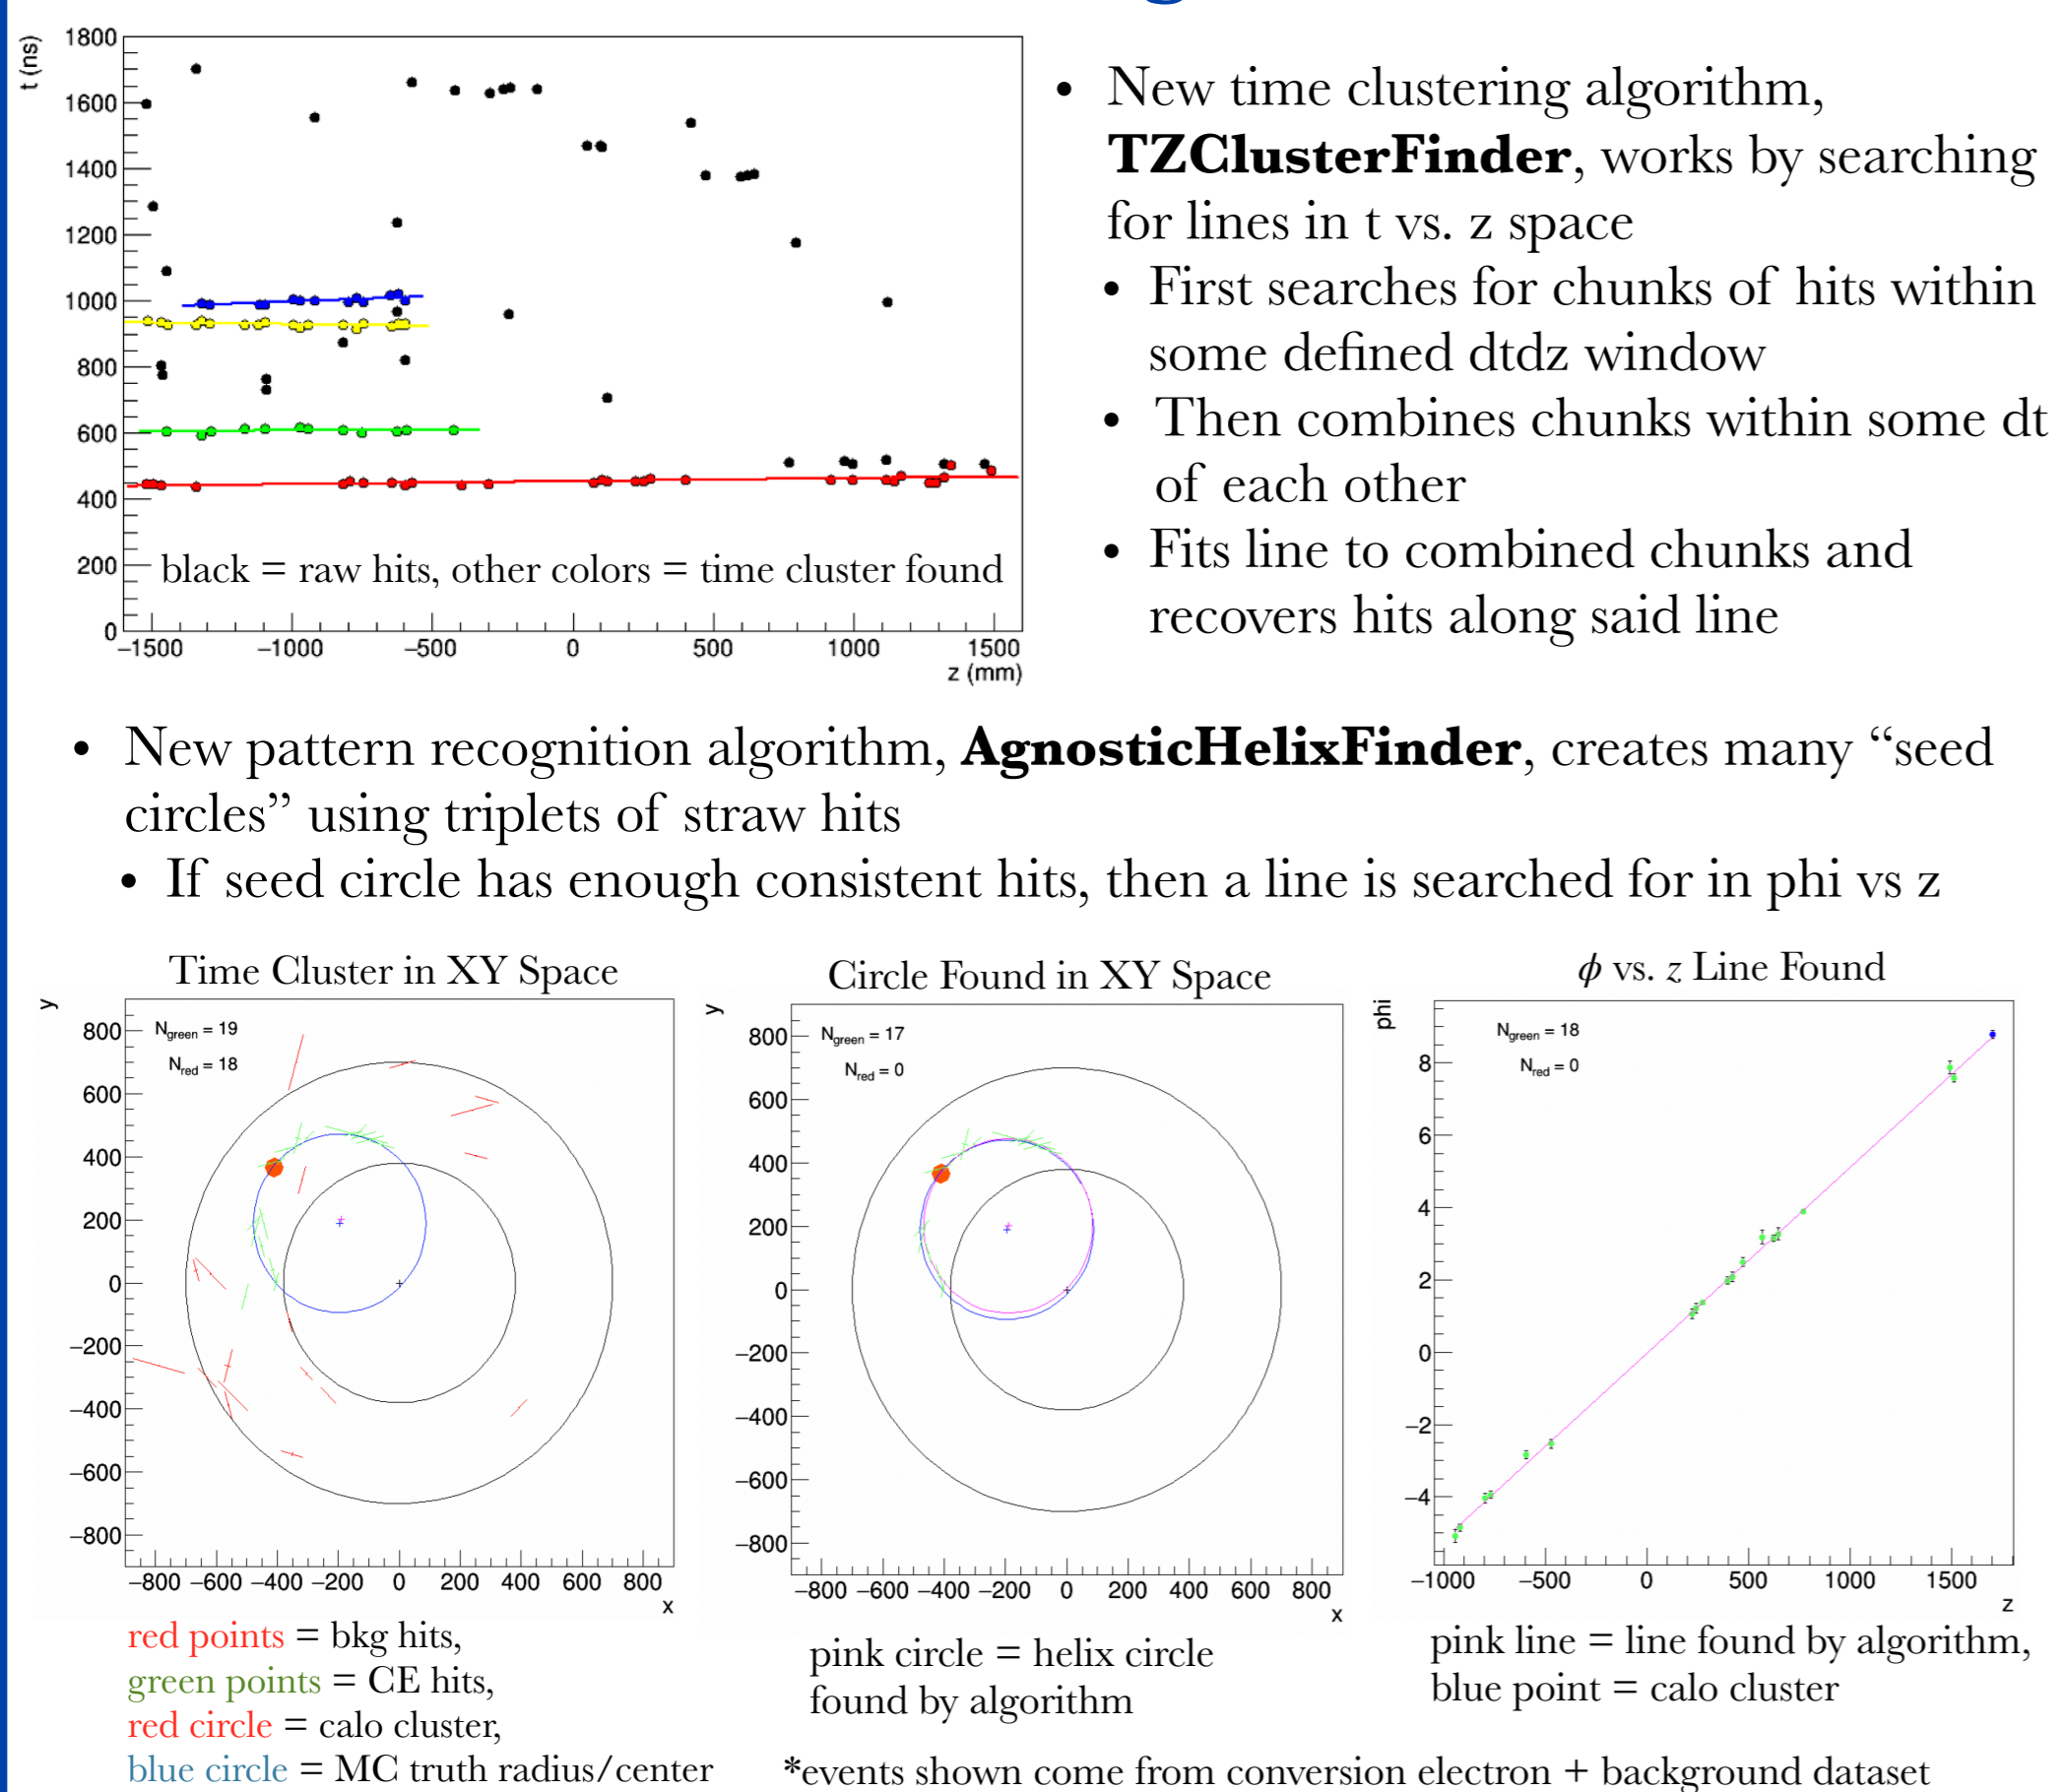 g
t (ns)
1800
1600
1400
1200
1000
800
600
400
200
0
−1500 −1000 −500 0 500 1000 1500
z (mm)
black = raw hits, other colors = time cluster found
• New time clustering algorithm,
TZClusterFinder, works by searching
for lines in t vs. z space
• First searches for chunks of hits within
some defined dtdz window
• Then combines chunks within some dt
of each other
• Fits line to combined chunks and
recovers hits along said line
• New pattern recognition algorithm, AgnosticHelixFinder, creates many “seed
circles” using triplets of straw hits
• If seed circle has enough consistent hits, then a line is searched for in phi vs z
Time Cluster in XY Space
y
N_green = 19
N_red = 18
800
600
400
200
0
−200
−400
−600
−800
−800 −600 −400 −200 0 200 400 600 800
x
red points = bkg hits,
green points = CE hits,
red circle = calo cluster,
blue circle = MC truth radius/center
Circle Found in XY Space
y
N_green = 17
N_red = 0
800
600
400
200
0
−200
−400
−600
−800
−800 −600 −400 −200 0 200 400 600 800
x
pink circle = helix circle
found by algorithm
ϕ vs. z Line Found
phi
N_green = 18
N_red = 0
8
6
4
2
0
−2
−4
−1000 −500 0 500 1000 1500
z
pink line = line found by algorithm,
blue point = calo cluster
*events shown come from conversion electron + background dataset